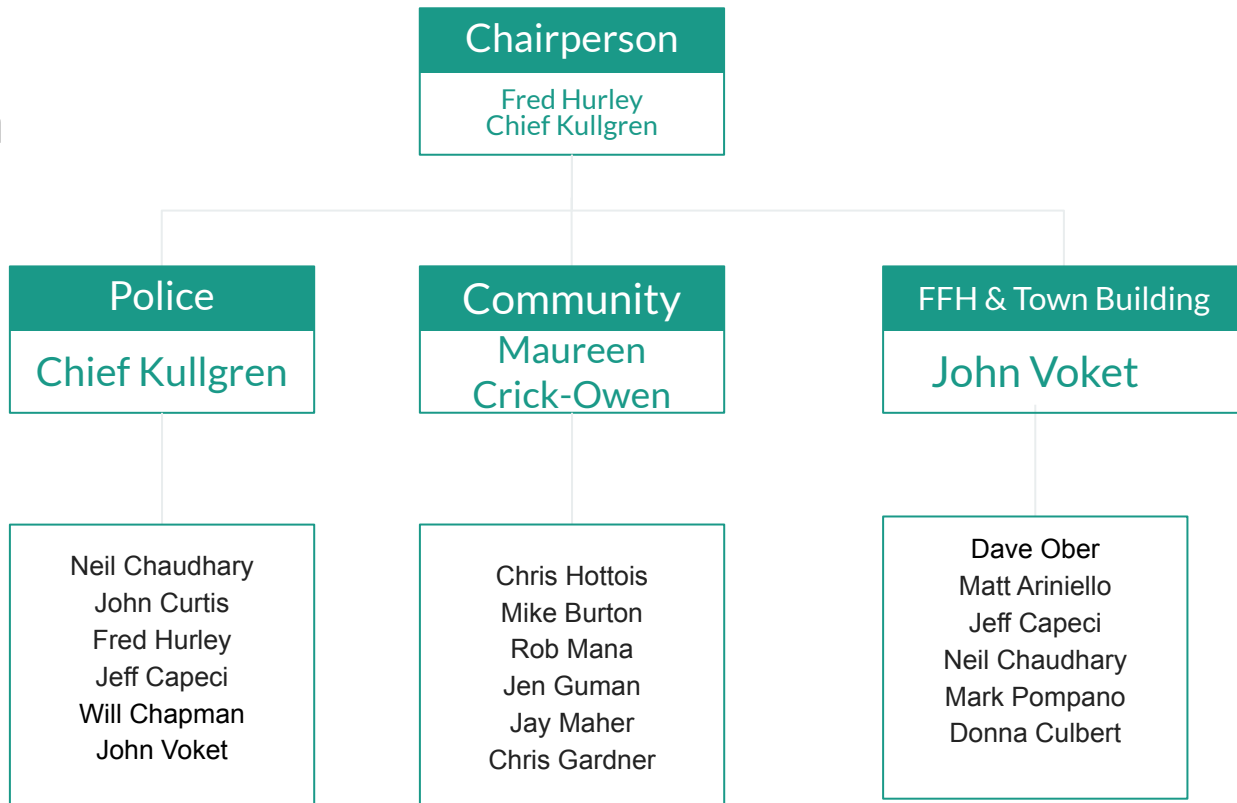 Chairperson
Fred Hurley
Chief Kullgren
Police
Chief Kullgren
Community
Maureen
Crick-Owen
FFH & Town Building
John Voket
Neil Chaudhary
John Curtis
Fred Hurley
Jeff Capeci
Will Chapman
John Voket
Chris Hottois
Mike Burton
Rob Mana
Jen Guman
Jay Maher
Chris Gardner
Dave Ober
Matt Ariniello
Jeff Capeci
Neil Chaudhary
Mark Pompano
Donna Culbert